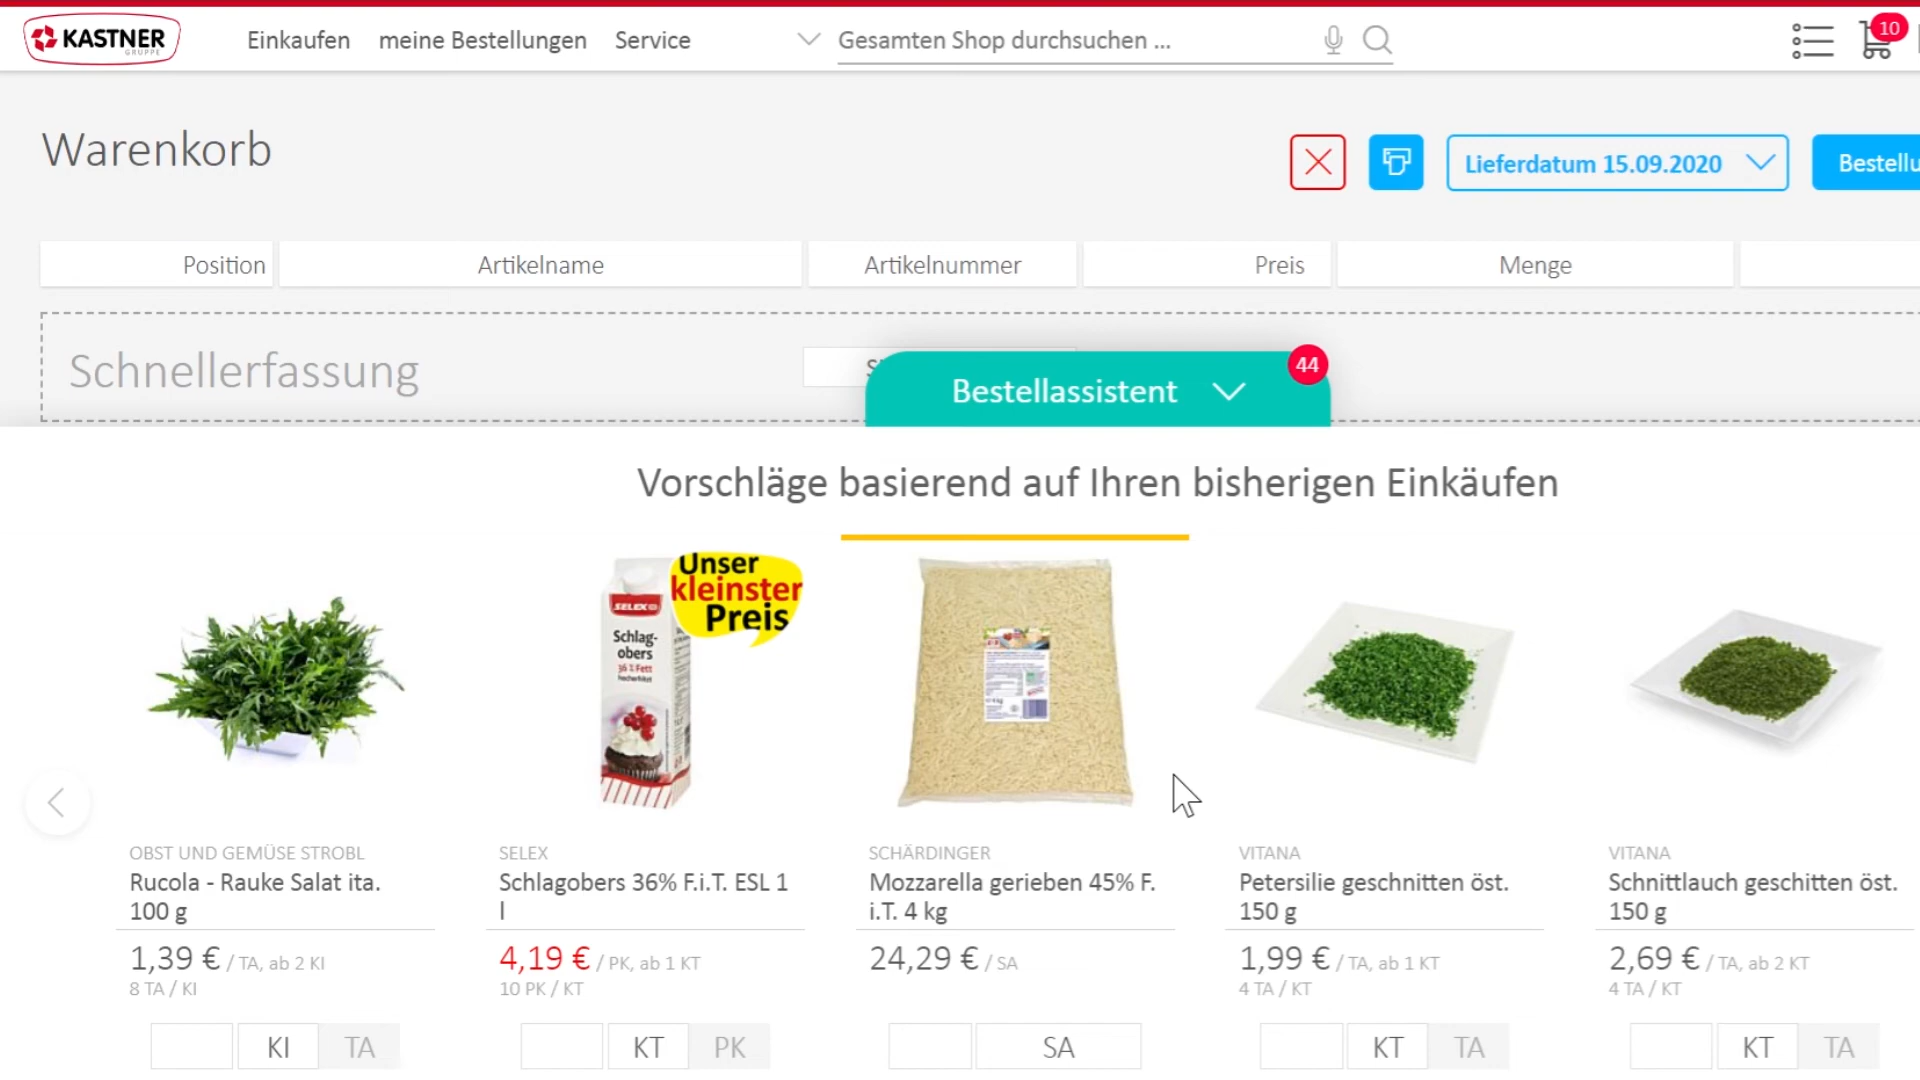 KASTNER
GRUPPE
Einkaufen
meine Bestellungen
Service
Gesamten Shop durchsuchen ...
10
Warenkorb
Lieferdatum 15.09.2020
Bestellu
Position
Artikelname
Artikelnummer
Preis
Menge
Schnellerfassung
Bestellassistent
44
Vorschläge basierend auf Ihren bisherigen Einkäufen
Unser
kleinster
Preis
SELEX
Schlag-
obers
36 % Fett
OBST UND GEMÜSE STROBL
Rucola - Rauke Salat ita.
100 g
1,39 € / TA, ab 2 KI
8 TA / KI
KI TA
SELEX
Schlagobers 36% F.i.T. ESL 1
l
4,19 € / PK, ab 1 KT
10 PK / KT
KT PK
SCHÄRDINGER
Mozzarella gerieben 45% F.
i.T. 4 kg
24,29 € / SA
SA
VITANA
Petersilie geschnitten öst.
150 g
1,99 € / TA, ab 1 KT
4 TA / KT
KT TA
VITANA
Schnittlauch geschitten öst.
150 g
2,69 € / TA, ab 2 KT
4 TA / KT
KT TA